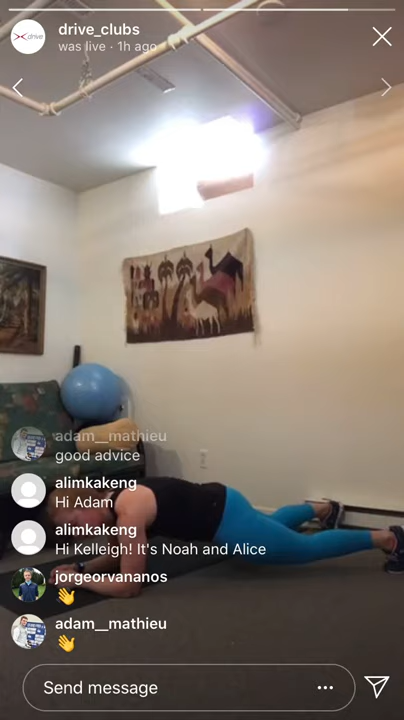 drive
drive_clubs
was live · 1h ago
adam__mathieu
good advice
alimkakeng
Hi Adam
alimkakeng
Hi Kelleigh! It's Noah and Alice
jorgeorvananos
👋
adam__mathieu
👋
Send message